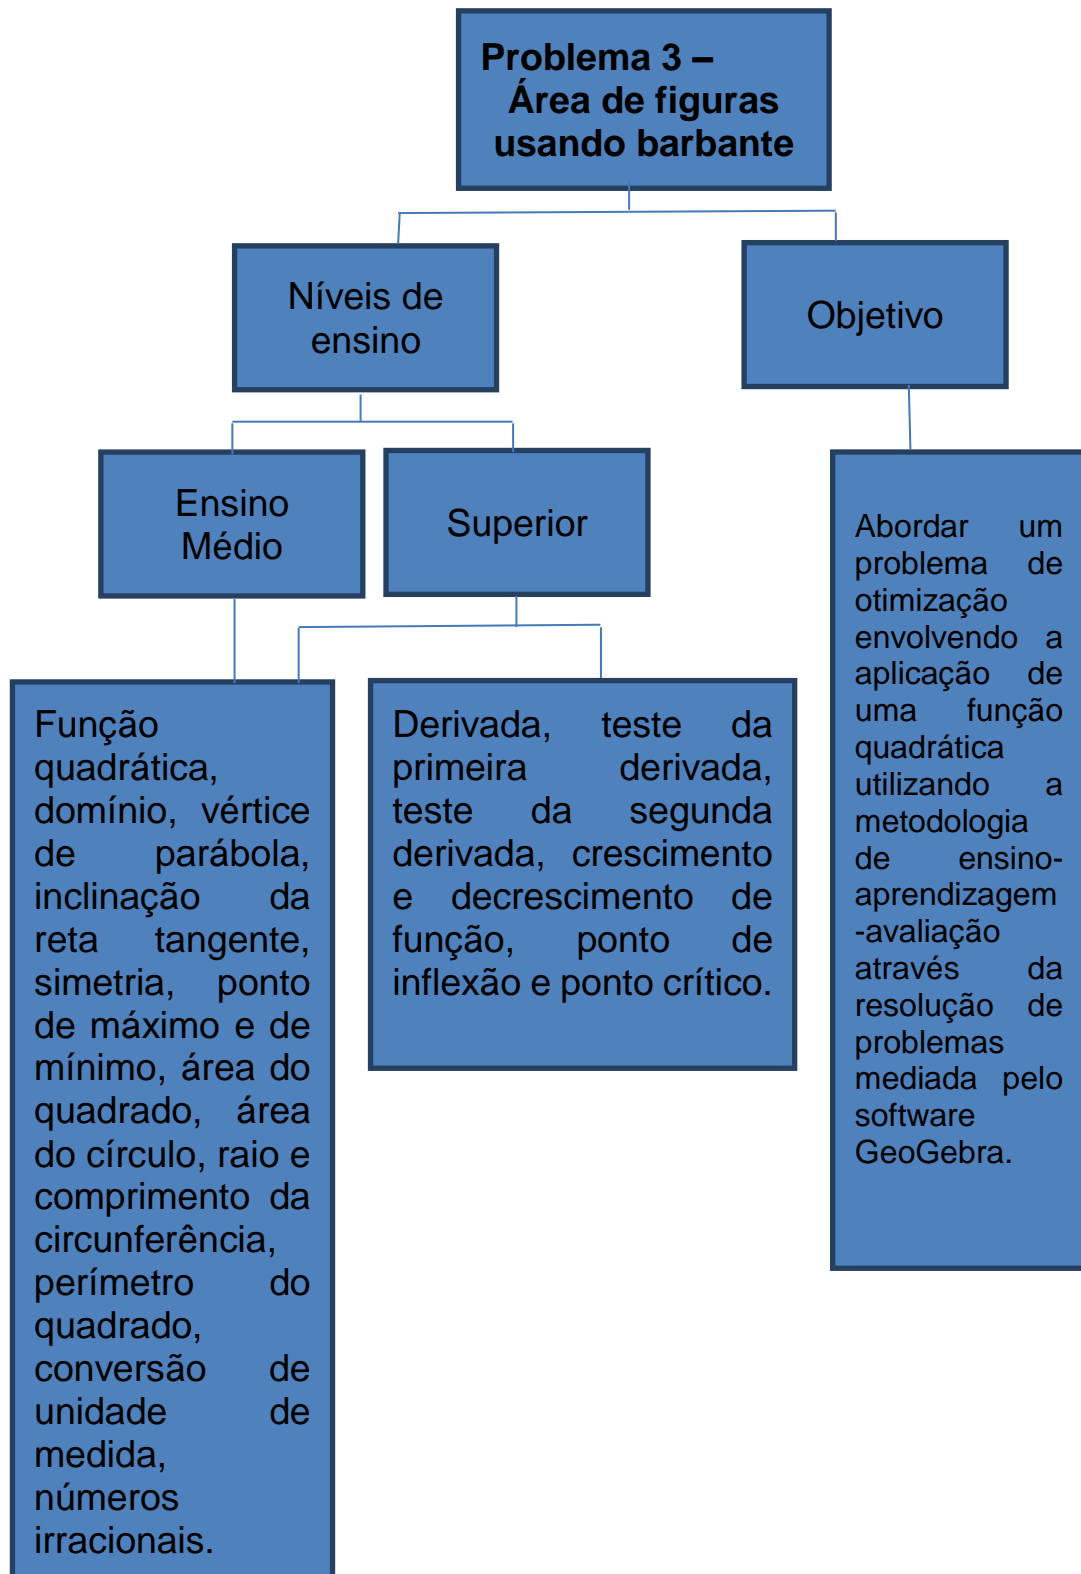 Problema 3 –
Área de figuras
usando barbante
Níveis de
ensino
Objetivo
Ensino
Médio
Superior
Função
quadrática,
domínio, vértice
de parábola,
inclinação da
reta tangente,
simetria, ponto
de máximo e de
mínimo, área do
quadrado, área
do círculo, raio e
comprimento da
circunferência,
perímetro do
quadrado,
conversão de
unidade de
medida,
números
irracionais.
Derivada, teste da
primeira derivada,
teste da segunda
derivada, crescimento
e decrescimento de
função, ponto de
inflexão e ponto crítico.
Abordar um
problema de
otimização
envolvendo a
aplicação de
uma função
quadrática
utilizando a
metodologia
de ensino-
aprendizagem
-avaliação
através da
resolução de
problemas
mediada pelo
software
GeoGebra.